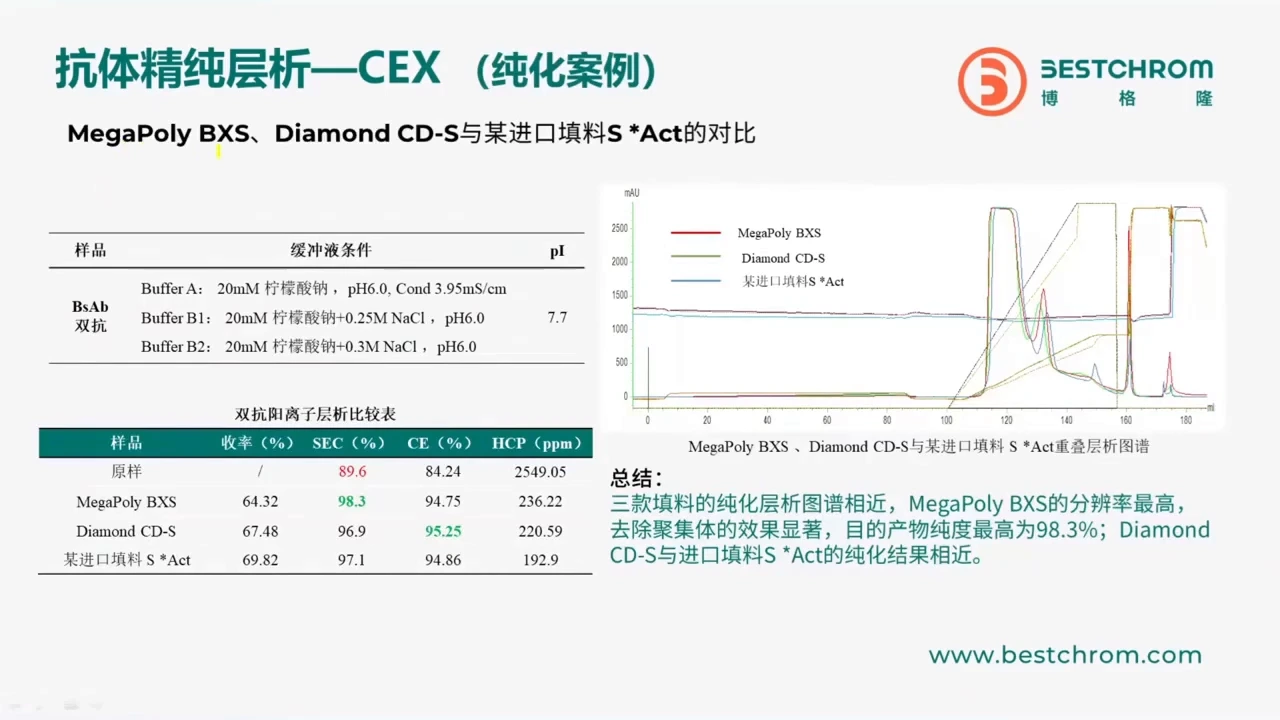 抗体精纯层析—CEX （纯化案例）
BESTCHROM
博格隆
MegaPoly BXS、Diamond CD-S与某进口填料S *Act的对比
样品 缓冲液条件 pI
BsAb
双抗
Buffer A： 20mM 柠檬酸钠， pH6.0, Cond 3.95mS/cm
Buffer B1： 20mM 柠檬酸钠+0.25M NaCl， pH6.0
Buffer B2： 20mM 柠檬酸钠+0.3M NaCl， pH6.0
7.7
双抗阳离子层析比较表
样品 收率（%） SEC（%） CE（%） HCP（ppm）
原样 / 89.6 84.24 2549.05
MegaPoly BXS 64.32 98.3 94.75 236.22
Diamond CD-S 67.48 96.9 95.25 220.59
某进口填料 S *Act 69.82 97.1 94.86 192.9
mAU
2500
2000
1500
1000
500
0
MegaPoly BXS
Diamond CD-S
某进口填料S *Act
0 20 40 60 80 100 120 140 160 180 ml
MegaPoly BXS 、Diamond CD-S与某进口填料 S *Act重叠层析图谱
总结：
三款填料的纯化层析图谱相近，MegaPoly BXS的分辨率最高，
去除聚集体的效果显著，目的产物纯度最高为98.3%；Diamond
CD-S与进口填料S *Act的纯化结果相近。
www.bestchrom.com